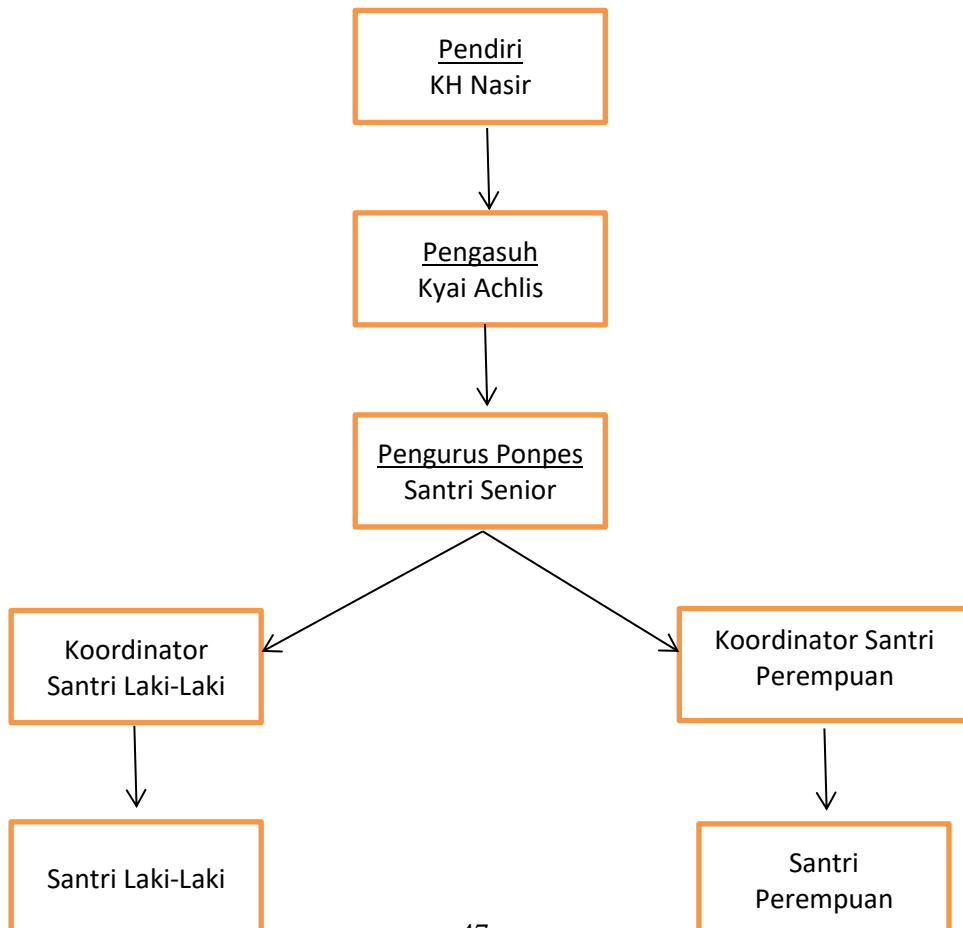 Pendiri
KH Nasir
Pengasuh
Kyai Achlis
Pengurus Ponpes
Santri Senior
Koordinator
Santri Laki-Laki
Koordinator Santri
Perempuan
Santri Laki-Laki
Santri
Perempuan